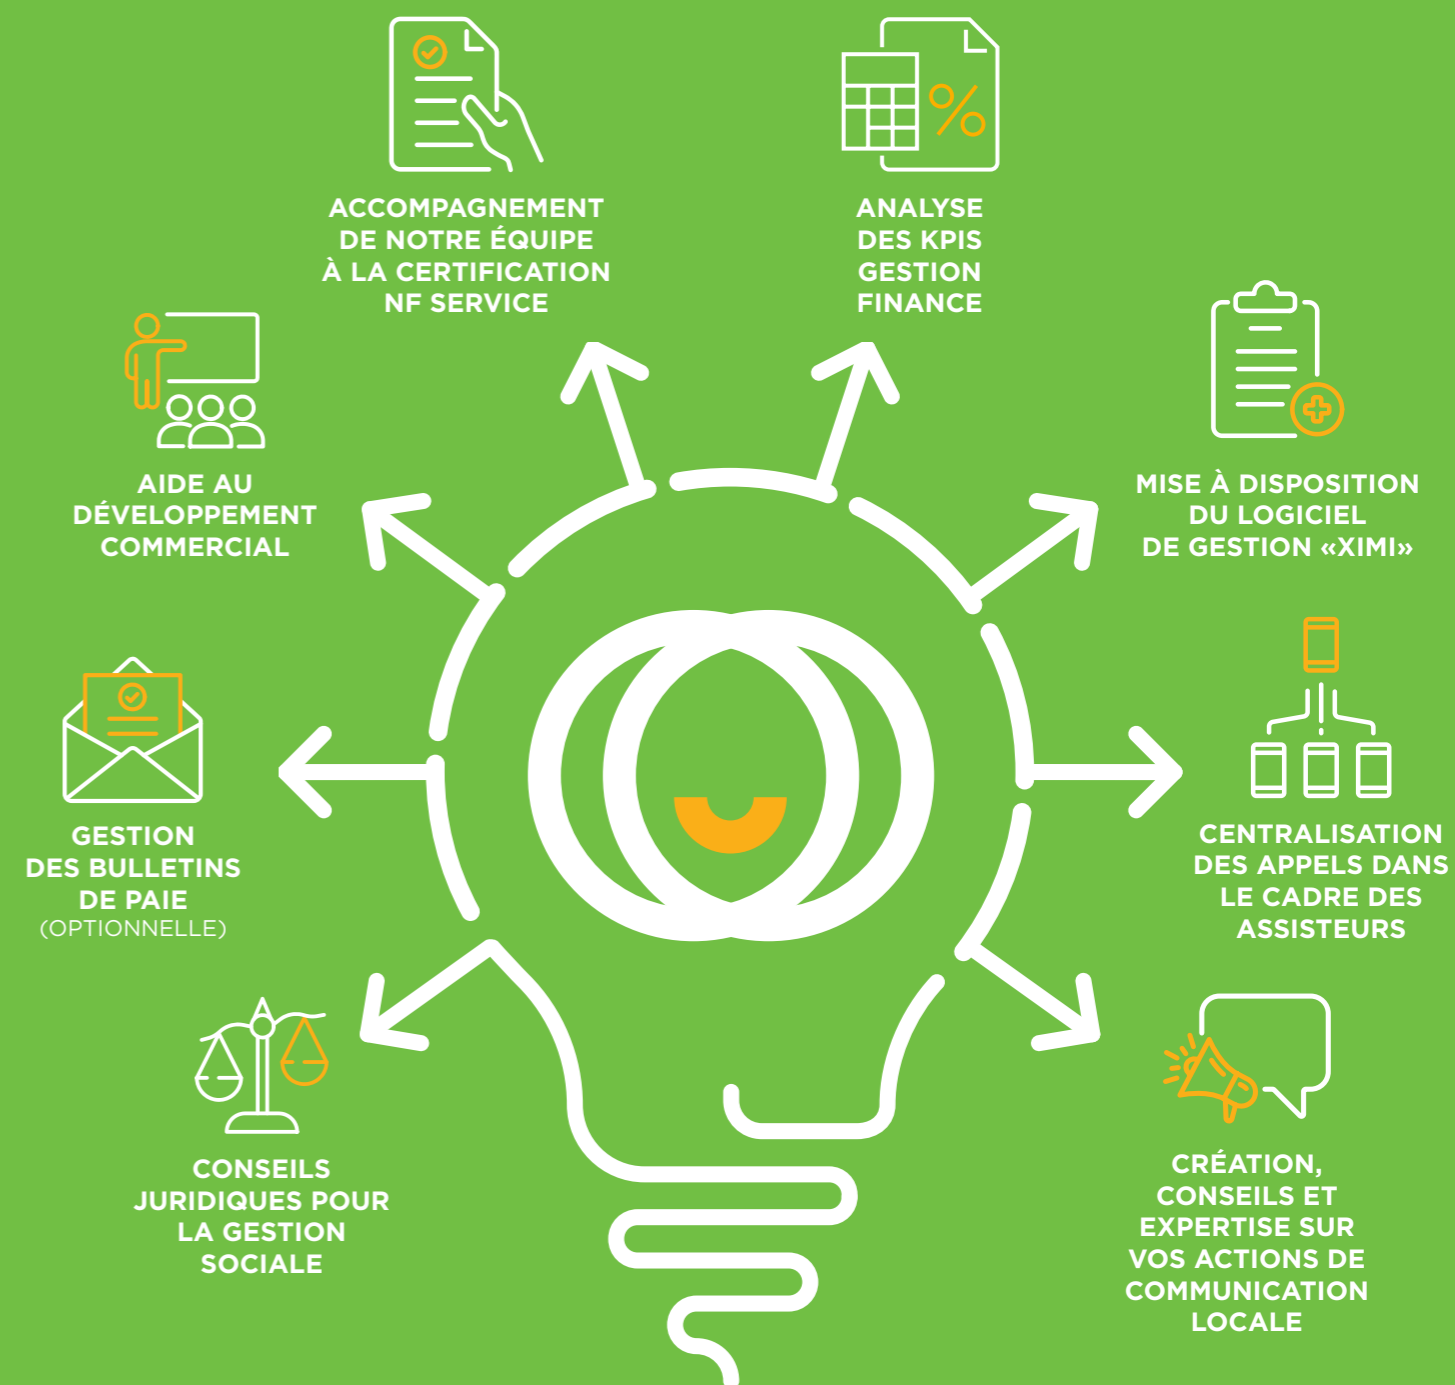 ACCOMPAGNEMENT
DE NOTRE ÉQUIPE
À LA CERTIFICATION
NF SERVICE
ANALYSE
DES KPIS
GESTION
FINANCE
AIDE AU
DÉVELOPPEMENT
COMMERCIAL
MISE À DISPOSITION
DU LOGICIEL
DE GESTION «XIMI»
GESTION
DES BULLETINS
DE PAIE
(OPTIONNELLE)
CENTRALISATION
DES APPELS DANS
LE CADRE DES
ASSISTEURS
CONSEILS
JURIDIQUES POUR
LA GESTION
SOCIALE
CRÉATION,
CONSEILS ET
EXPERTISE SUR
VOS ACTIONS DE
COMMUNICATION
LOCALE